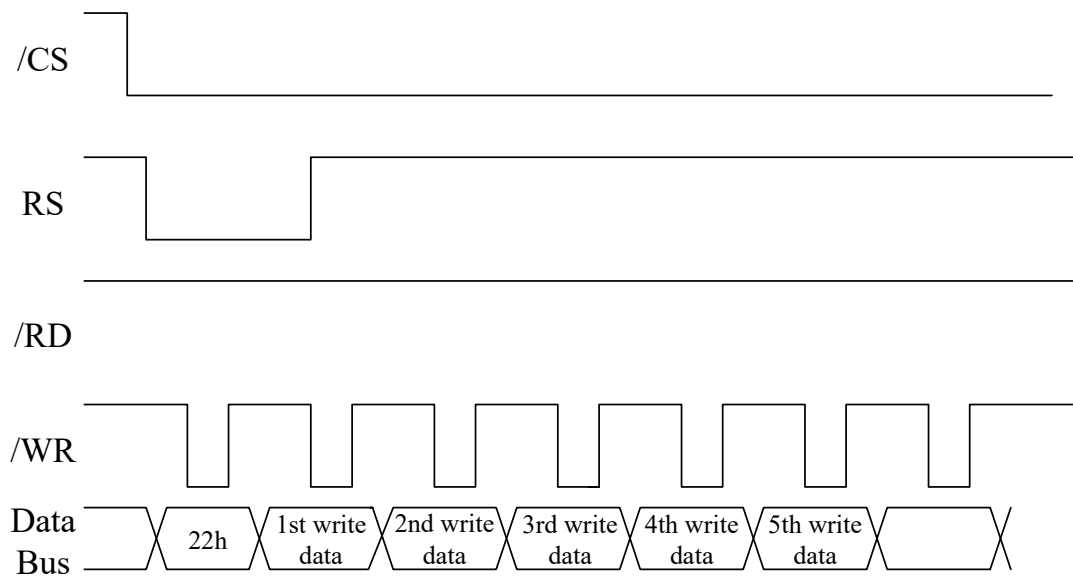 /CS
RS
/RD
/WR
Data
Bus
22h
1st write
data
2nd write
data
3rd write
data
4th write
data
5th write
data